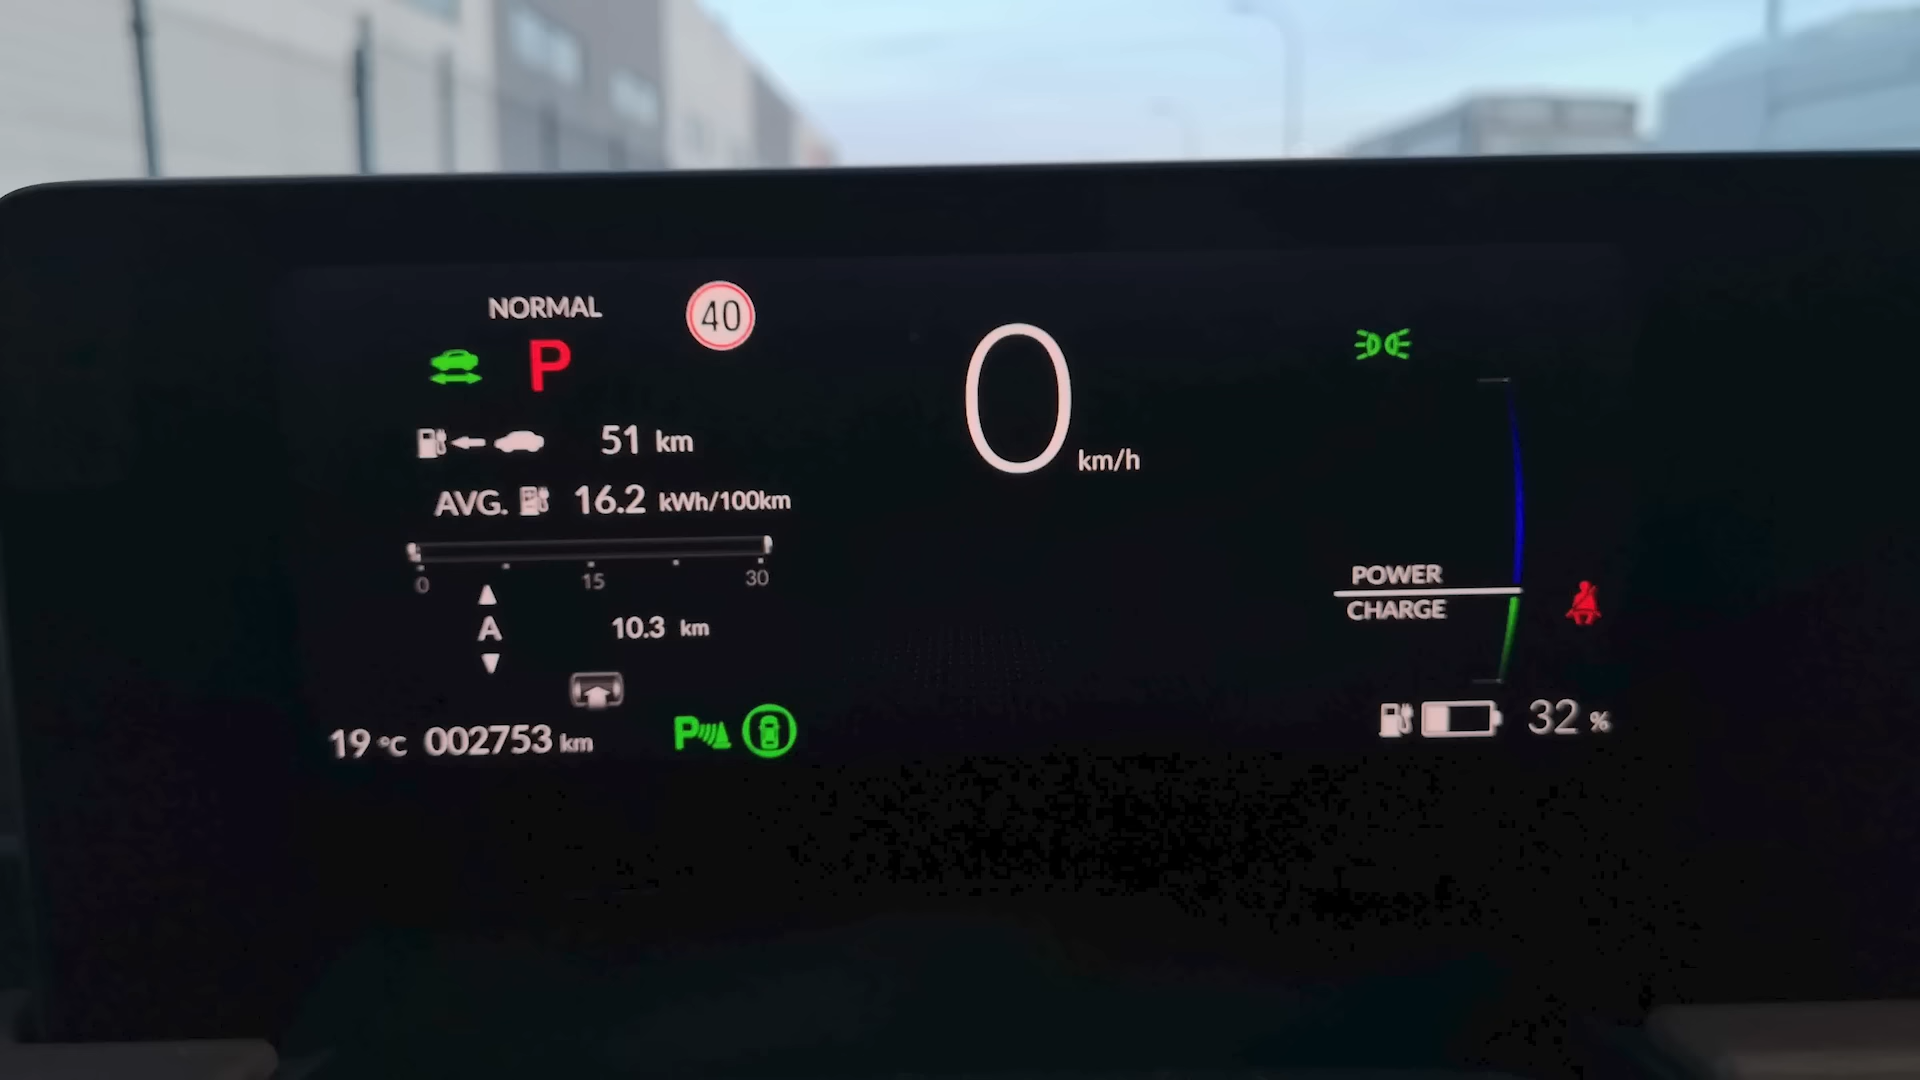 NORMAL
40
P
0 km/h
51 km
AVG. 16.2 kWh/100km
0 15 30
POWER
CHARGE
A 10.3 km
19 °C 002753 km
P
32 %